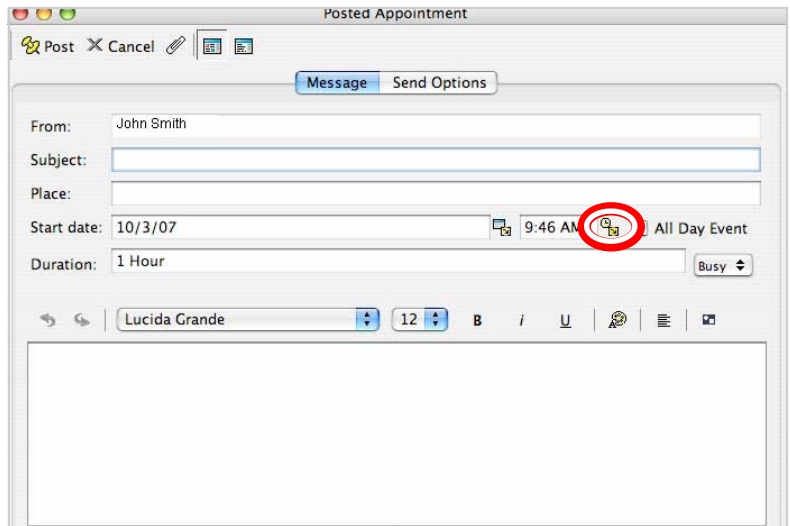 Posted Appointment
Post Cancel
Message Send Options
From: John Smith
Subject:
Place:
Start date: 10/3/07 9:46 All Day Event
Duration: 1 Hour Busy
Lucida Grande 12 B i U